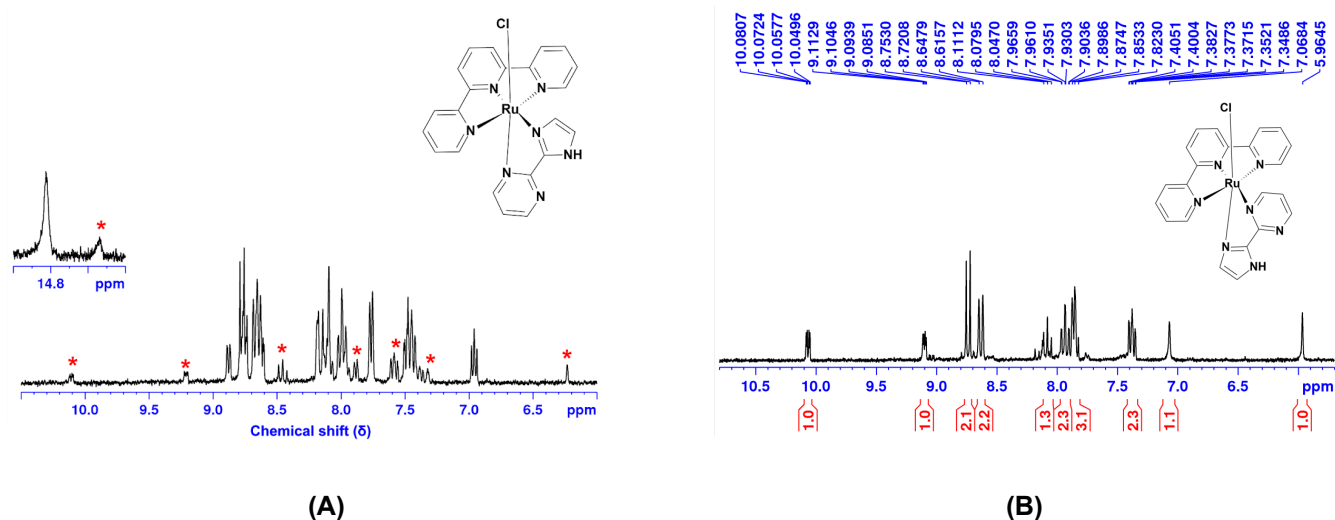 Cl
N
N
N
Ru
N
N
NH
N
N
*
14.8
ppm
*
*
*
*
*
*
*
10.0
9.5
9.0
8.5
8.0
7.5
7.0
6.5
ppm
Chemical shift (δ)
(A)
10.0807
10.0724
10.0577
10.0496
9.1129
9.1046
9.0939
9.0851
8.7530
8.7208
8.6479
8.6157
8.1112
8.0795
8.0470
7.9659
7.9610
7.9351
7.9303
7.9036
7.8986
7.8747
7.8533
7.8230
7.4051
7.4004
7.3827
7.3773
7.3715
7.3521
7.3486
7.0684
5.9645
Cl
N
N
Ru
N
N
N
N
N
NH
10.5
10.0
9.5
9.0
8.5
8.0
7.5
7.0
6.5
ppm
1.0
1.0
2.1
2.2
1.3
2.3
3.1
2.3
1.1
1.0
(B)